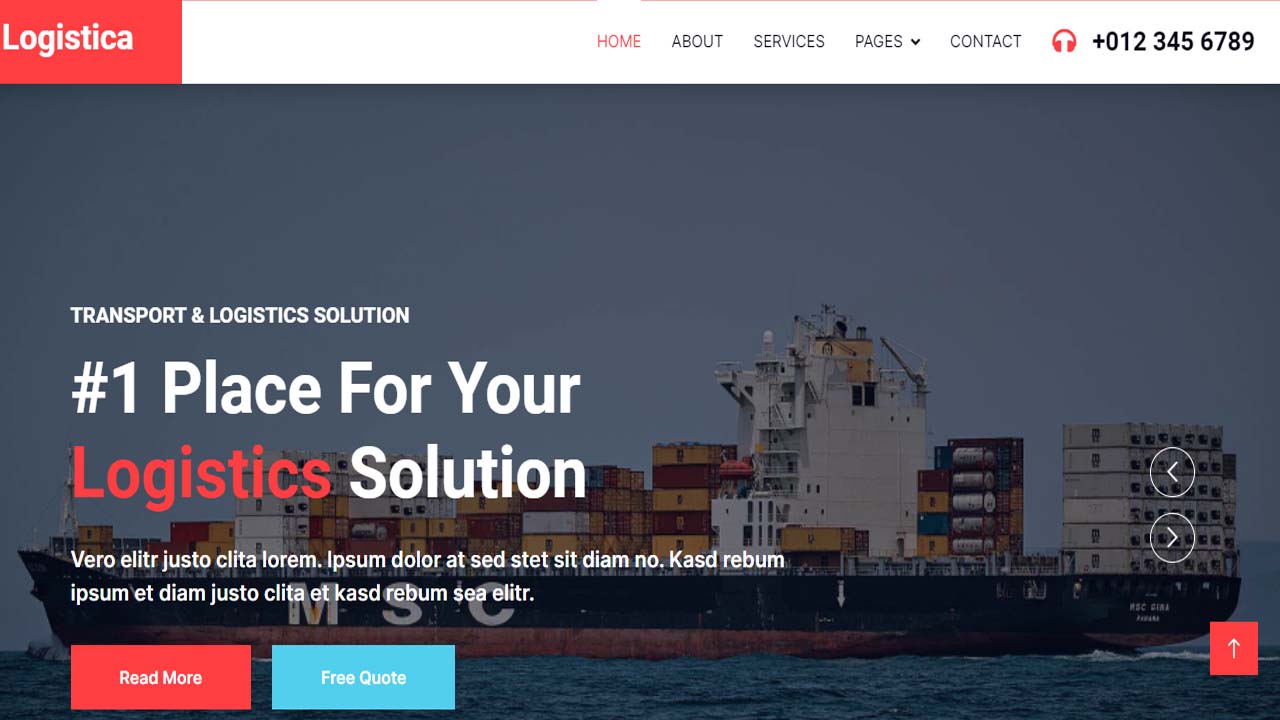 Logistica
HOME ABOUT SERVICES PAGES CONTACT +012 345 6789
TRANSPORT & LOGISTICS SOLUTION
#1 Place For Your
Logistics Solution
Vero elitr justo clita lorem. Ipsum dolor at sed stet sit diam no. Kasd rebum
ipsum et diam justo clita et kasd rebum sea elitr.
M S C
MSC GINA
PANAMA
Read More Free Quote